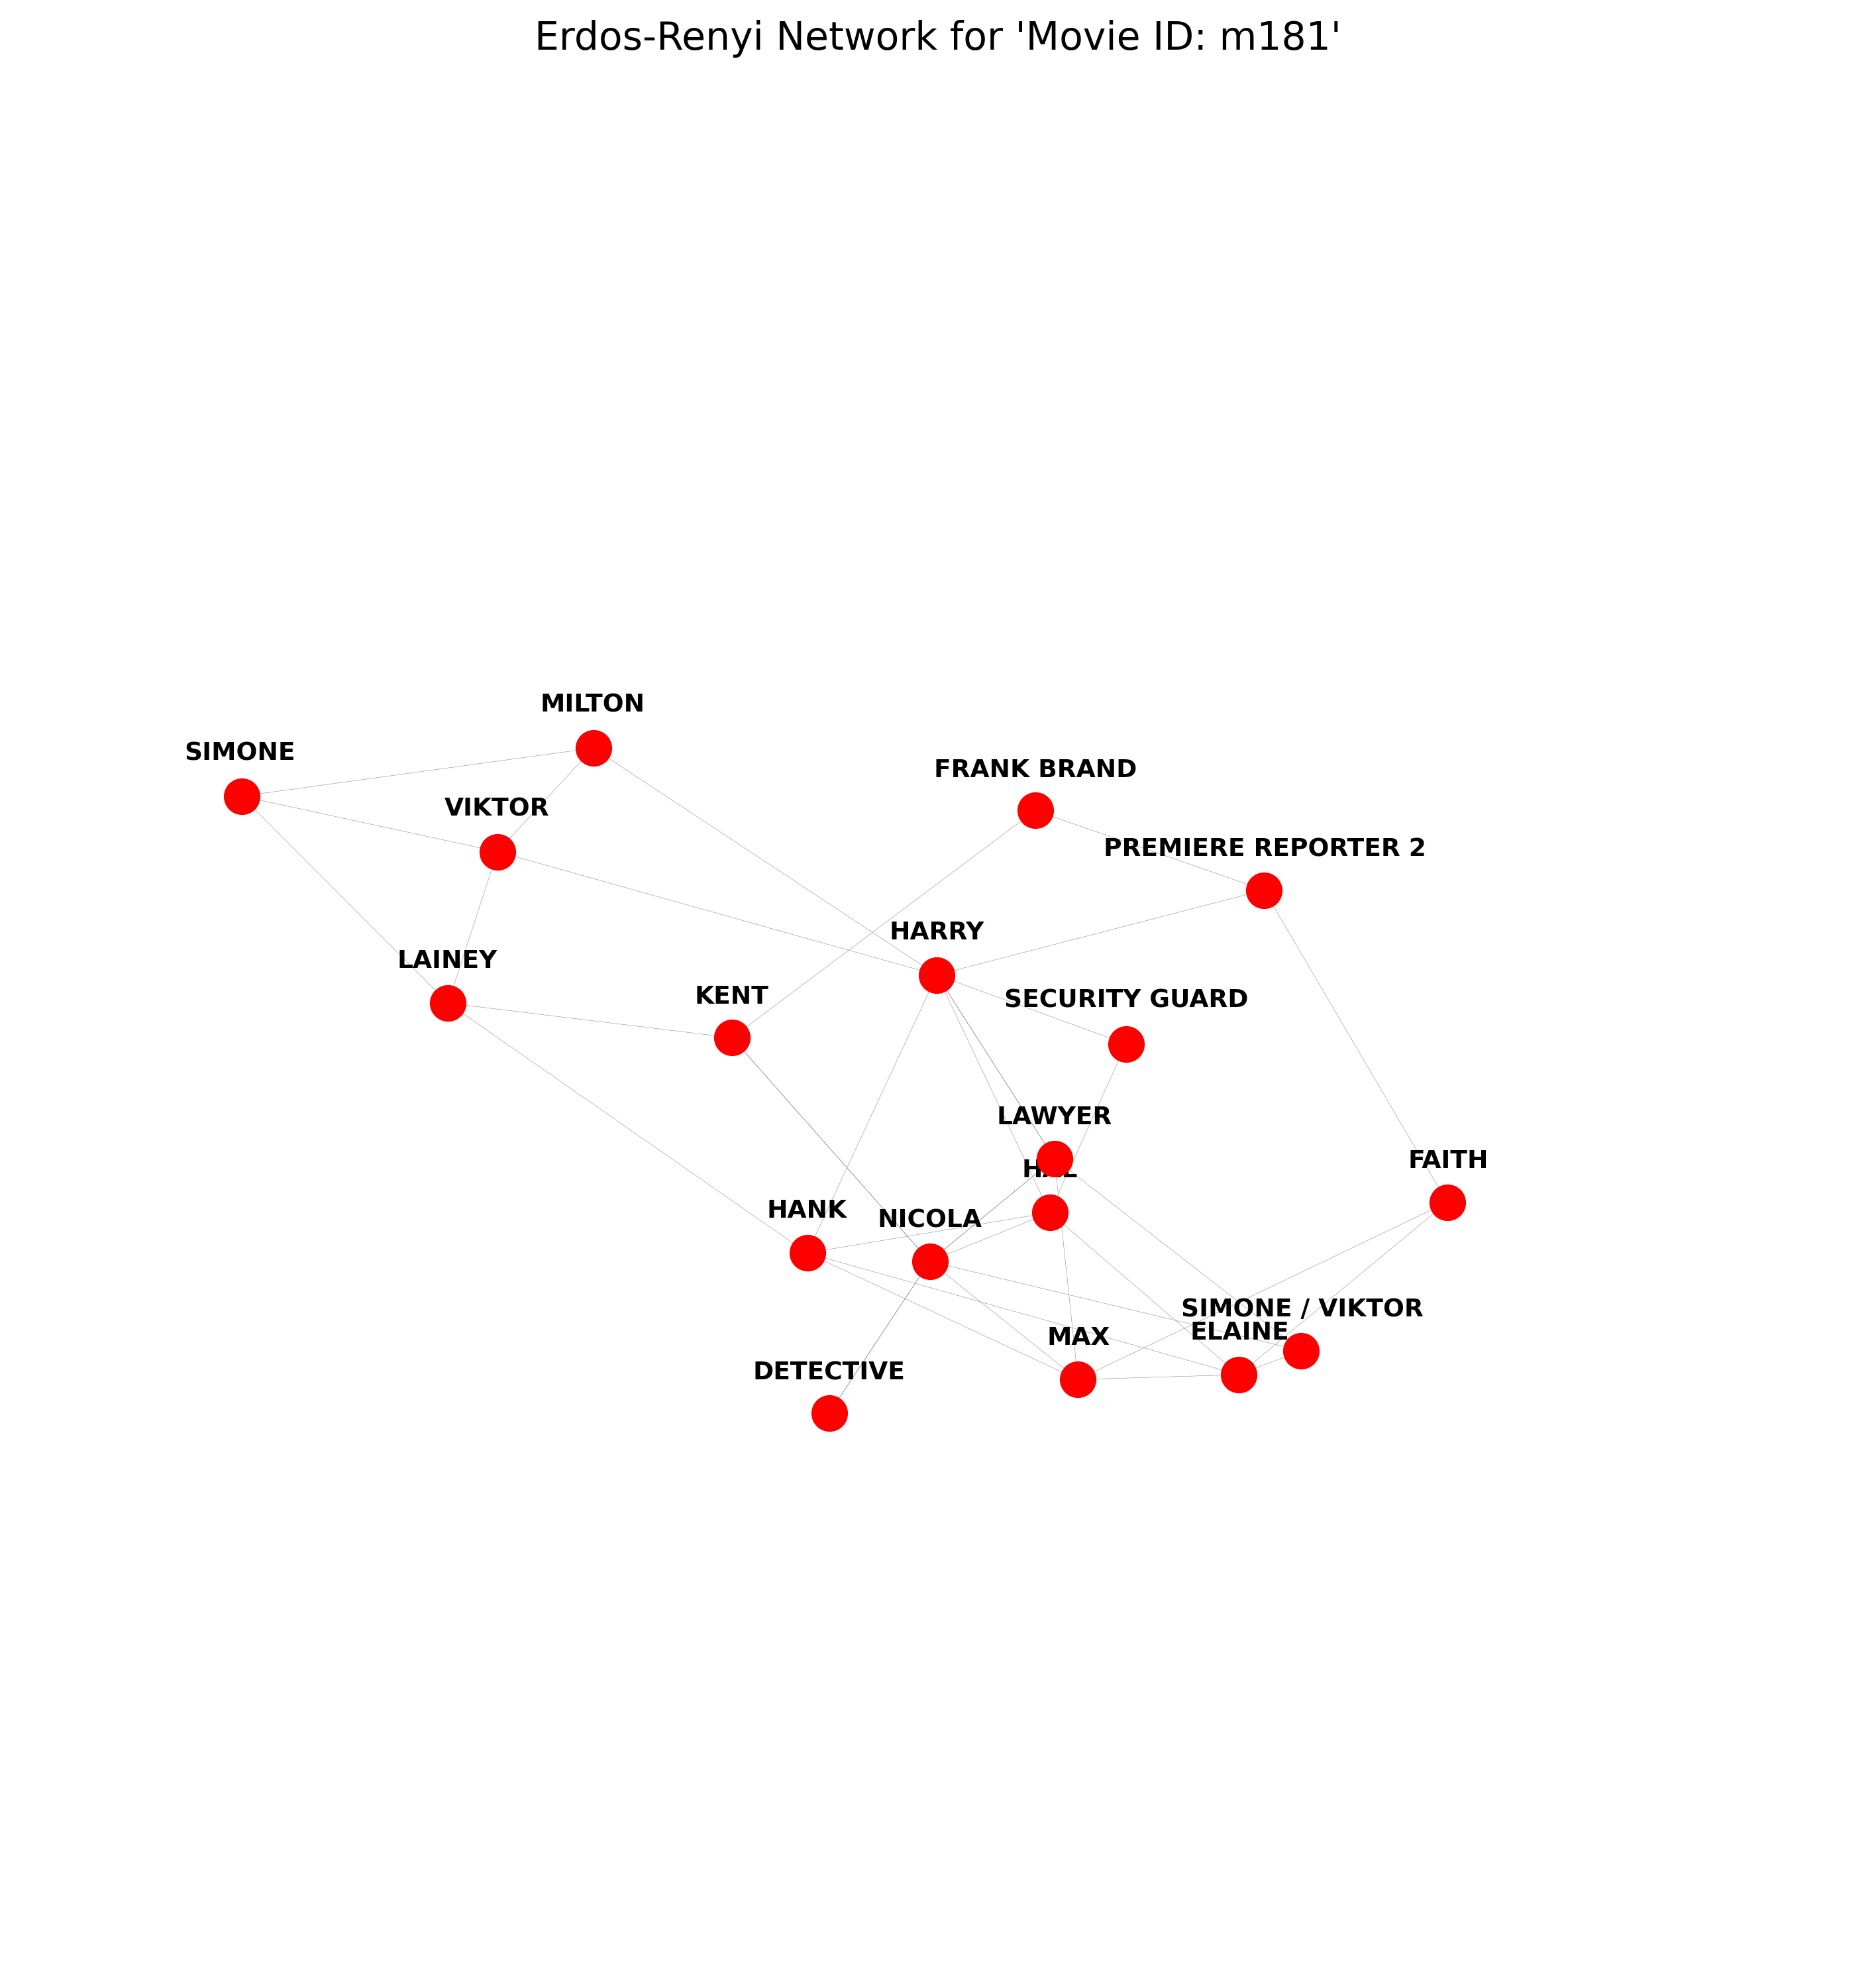 Erdos-Renyi Network for 'Movie ID: m181'
MILTON
SIMONE
FRANK BRAND
VIKTOR
PREMIERE REPORTER 2
HARRY
LAINEY
KENT
SECURITY GUARD
LAWYER
FAITH
HANK
NICOLA
SIMONE / VIKTOR
ELAINE
MAX
DETECTIVE